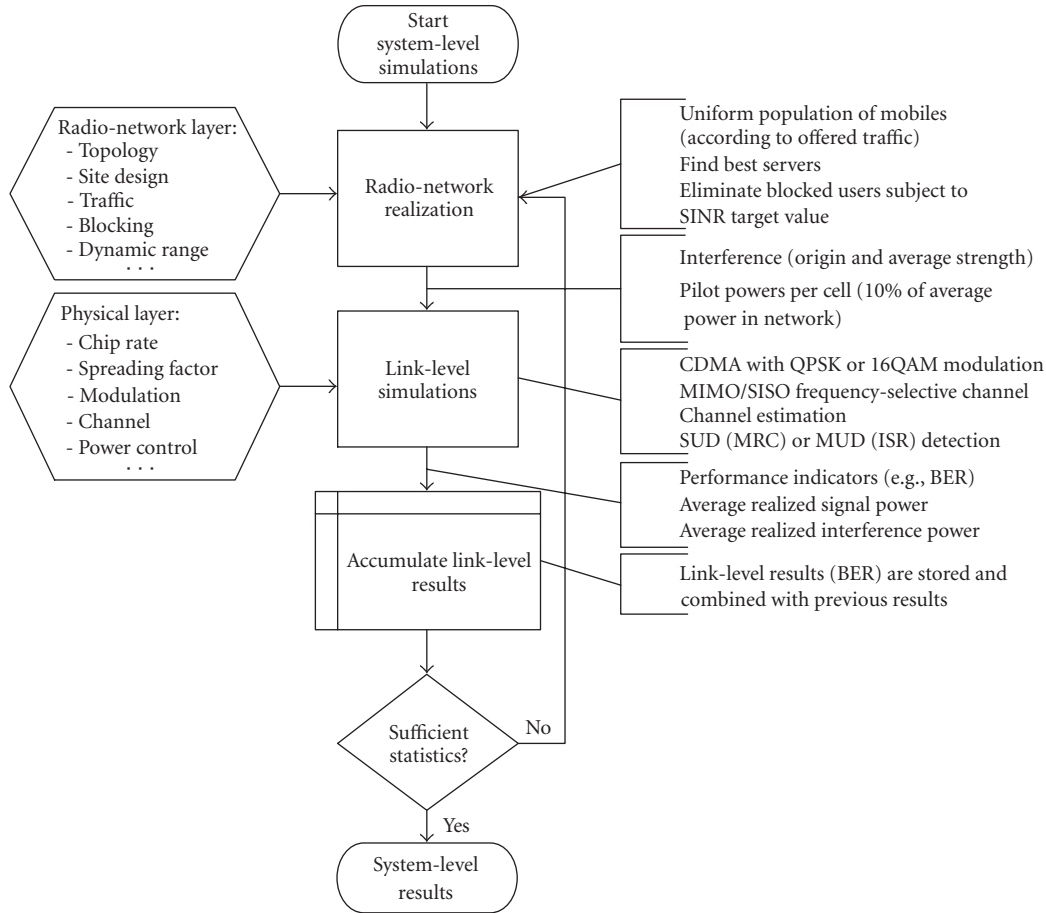 Start
system-level
simulations
Radio-network layer:
- Topology
- Site design
- Traffic
- Blocking
- Dynamic range
. . .
Radio-network
realization
Uniform population of mobiles
(according to offered traffic)
Find best servers
Eliminate blocked users subject to
SINR target value
Interference (origin and average strength)
Pilot powers per cell (10% of average
power in network)
Physical layer:
- Chip rate
- Spreading factor
- Modulation
- Channel
- Power control
. . .
Link-level
simulations
CDMA with QPSK or 16QAM modulation
MIMO/SISO frequency-selective channel
Channel estimation
SUD (MRC) or MUD (ISR) detection
Performance indicators (e.g., BER)
Average realized signal power
Average realized interference power
Accumulate link-level
results
Link-level results (BER) are stored and
combined with previous results
Sufficient
statistics?
No
Yes
System-level
results